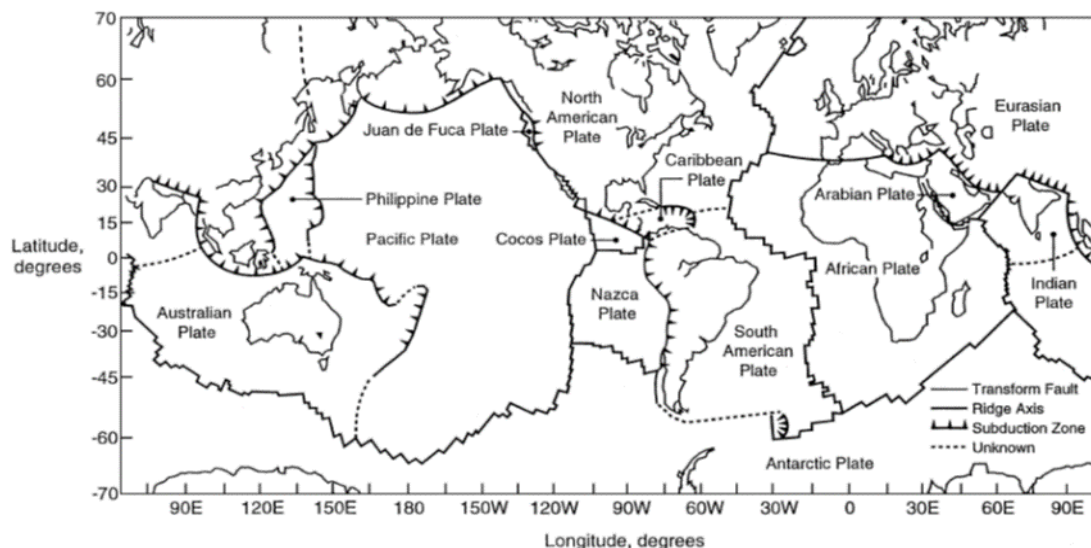 70
60
45
30
15
0
-15
-30
-45
-60
-70
Latitude,
degrees
North
American
Plate
Eurasian
Plate
Juan de Fuca Plate
Caribbean
Plate
Philippine Plate
Arabian Plate
Pacific Plate
Cocos Plate
African Plate
Indian
Plate
Australian
Plate
Nazca
Plate
South
American
Plate
Antarctic Plate
Transform Fault
Ridge Axis
Subduction Zone
Unknown
90E 120E 150E 180 150W 120W 90W 60W 30W 0 30E 60E 90E
Longitude, degrees